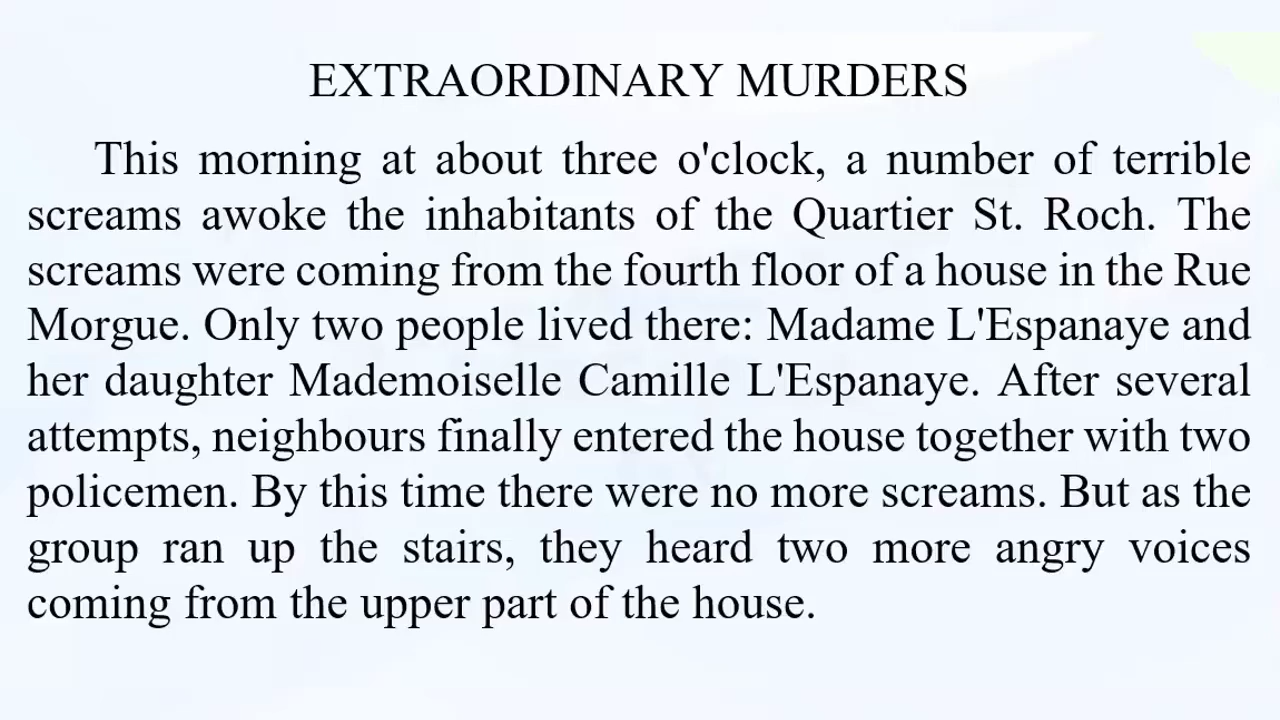 EXTRAORDINARY MURDERS
This morning at about three o'clock, a number of terrible
screams awoke the inhabitants of the Quartier St. Roch. The
screams were coming from the fourth floor of a house in the Rue
Morgue. Only two people lived there: Madame L'Espanaye and
her daughter Mademoiselle Camille L'Espanaye. After several
attempts, neighbours finally entered the house together with two
policemen. By this time there were no more screams. But as the
group ran up the stairs, they heard two more angry voices
coming from the upper part of the house.